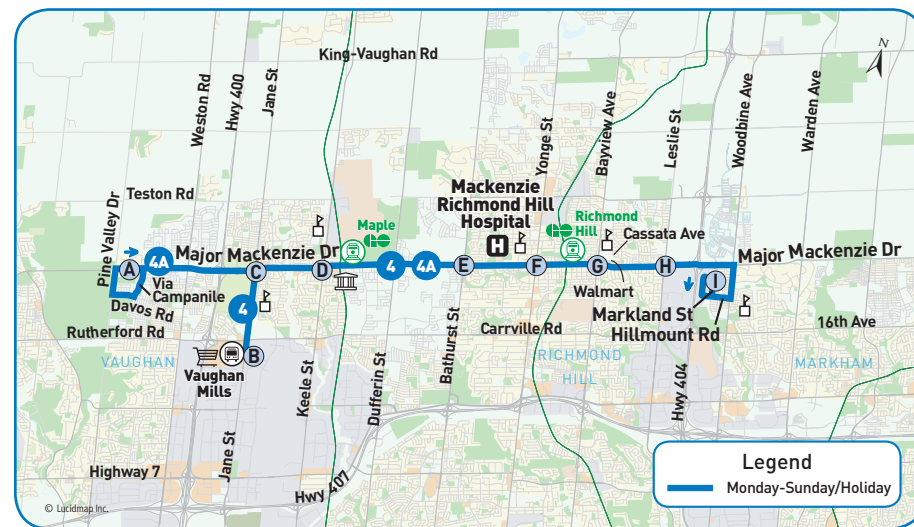 King-Vaughan Rd
N
Weston Rd
Hwy 400
Jane St
Yonge St
Bayview Ave
Leslie St
Woodbine Ave
Warden Ave
Teston Rd
Pine Valley Dr
Mackenzie
Richmond Hill
Hospital
H
Maple
Richmond
Hill
Cassata Ave
Major Mackenzie Dr
Major Mackenzie Dr
A
4A
C
D
4
4A
E
F
G
H
I
Via
Campanile
Davos Rd
4
Walmart
Markland St
Hillmount Rd
Rutherford Rd
Carrville Rd
16th Ave
VAUGHAN
B
Vaughan
Mills
Keele St
Dufferin St
Bathurst St
RICHMOND
HILL
Hwy 404
MARKHAM
Jane St
Highway 7
Hwy 407
Legend
Monday-Sunday/Holiday
© Lucidmap Inc.